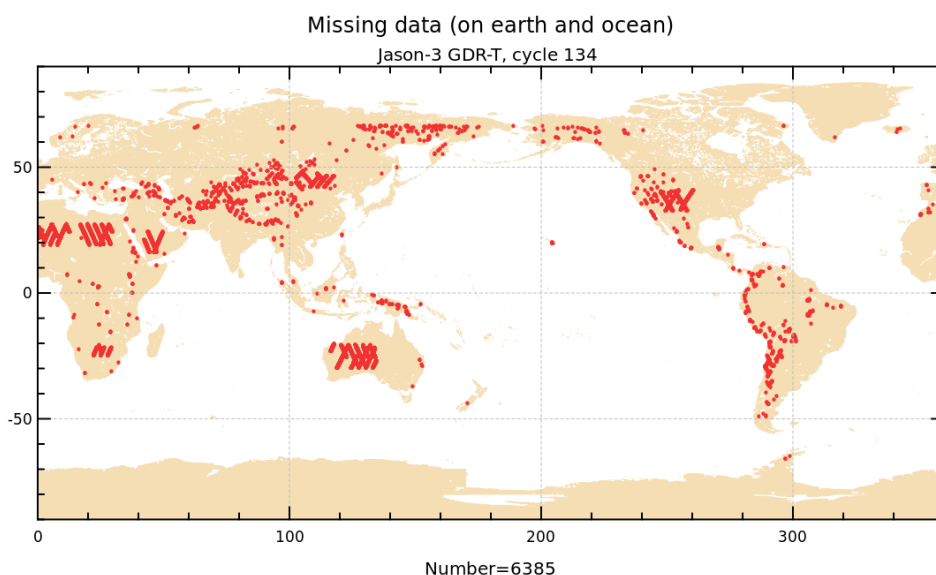 Missing data (on earth and ocean)
Jason-3 GDR-T, cycle 134
50
0
-50
0 100 200 300
Number=6385